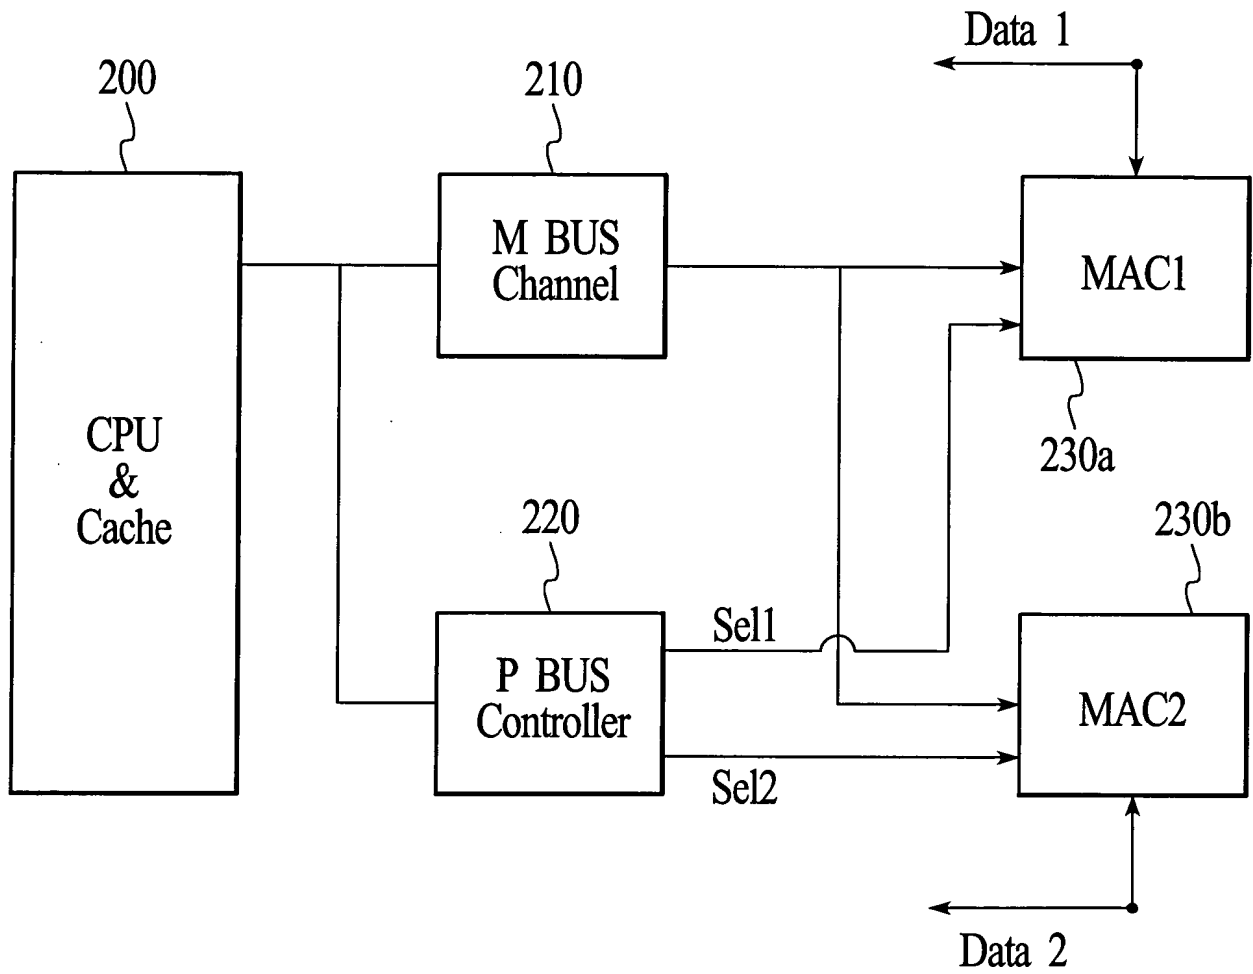 Data 1
200
210
M BUS
Channel
MAC1
CPU
&
Cache
230a
220
230b
Sel1
P BUS
Controller
MAC2
Sel2
Data 2